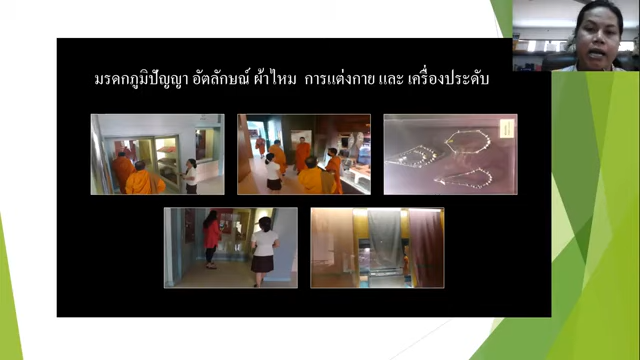 มรดกภูมิปัญญา อัตลักษณ์ ผ้าไหม การแต่งกาย และ เครื่องประดับ